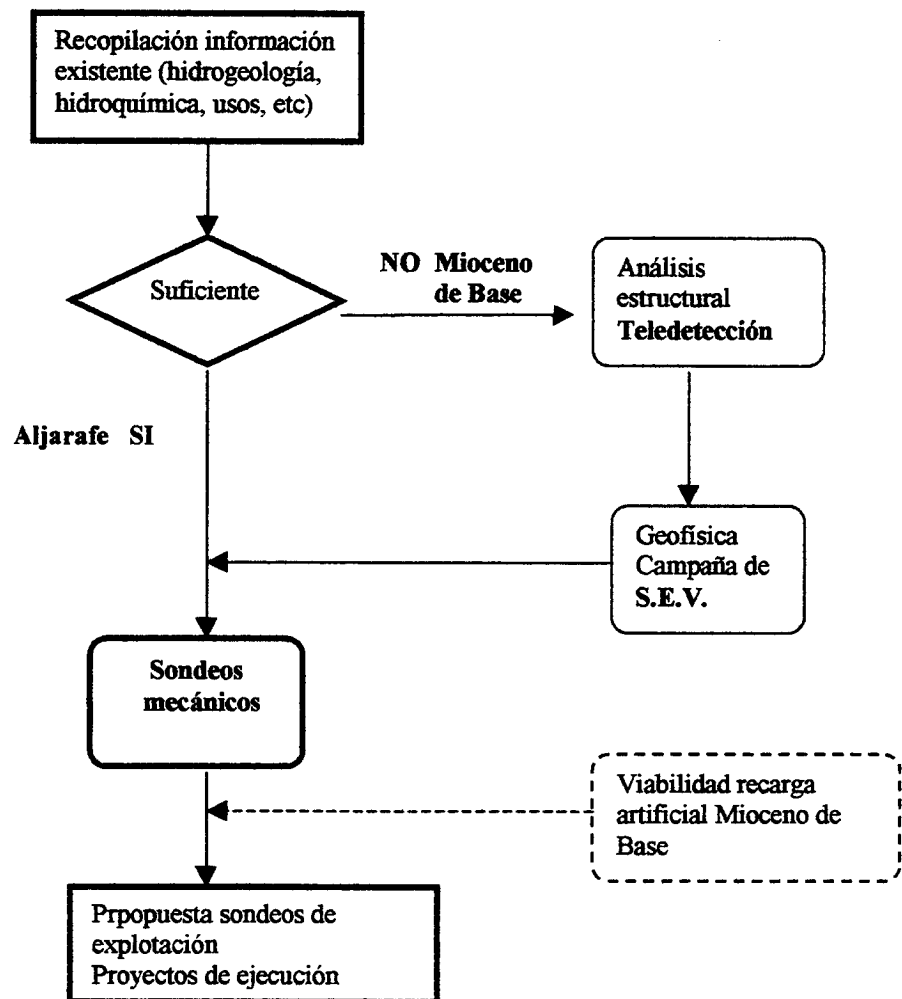 Recopilación información
existente (hidrogeología,
hidroquímica, usos, etc)
Suficiente
NO Mioceno
de Base
Análisis
estructural
Teledetección
Aljarafe SI
Geofísica
Campaña de
S.E.V.
Sondeos
mecánicos
Viabilidad recarga
artificial Mioceno de
Base
Prpopuesta sondeos de
explotación
Proyectos de ejecución